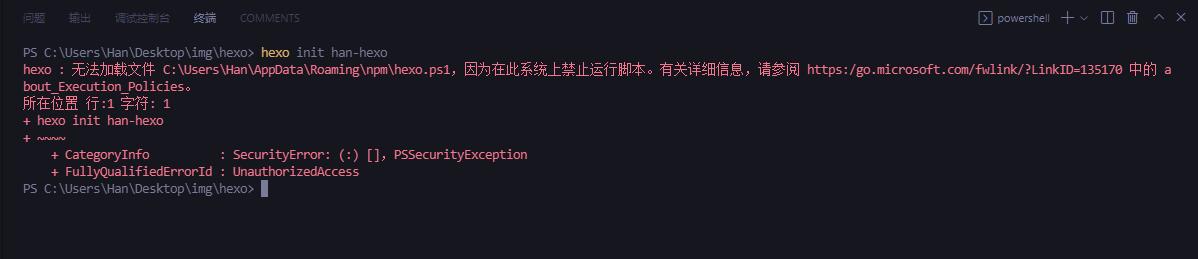 问题 输出 调试控制台 终端 COMMENTS powershell
PS C:\Users\Han\Desktop\img\hexo> hexo init han-hexo
hexo : 无法加载文件 C:\Users\Han\AppData\Roaming\npm\hexo.ps1，因为在此系统上禁止运行脚本。有关详细信息，请参阅 https:/go.microsoft.com/fwlink/?LinkID=135170 中的 a
bout_Execution_Policies。
所在位置 行:1 字符: 1
+ hexo init han-hexo
+ ~~~~
    + CategoryInfo          : SecurityError: (:) []，PSSecurityException
    + FullyQualifiedErrorId : UnauthorizedAccess
PS C:\Users\Han\Desktop\img\hexo>